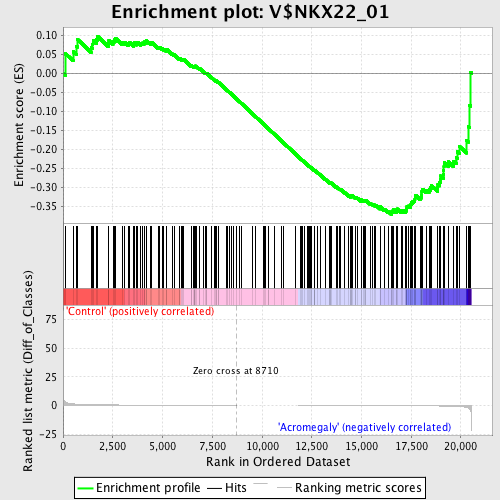 Enrichment plot: V$NKX22_01
Enrichment score (ES)
0.10
0.05
0.00
-0.05
-0.10
-0.15
-0.20
-0.25
-0.30
-0.35
'Control' (positively correlated)
Ranked list metric (Diff_of_Classes)
75
50
25
0
-25
Zero cross at 8710
'Acromegaly' (negatively correlated)
0 2,500 5,000 7,500 10,000 12,500 15,000 17,500 20,000
Rank in Ordered Dataset
Enrichment profile Hits Ranking metric scores